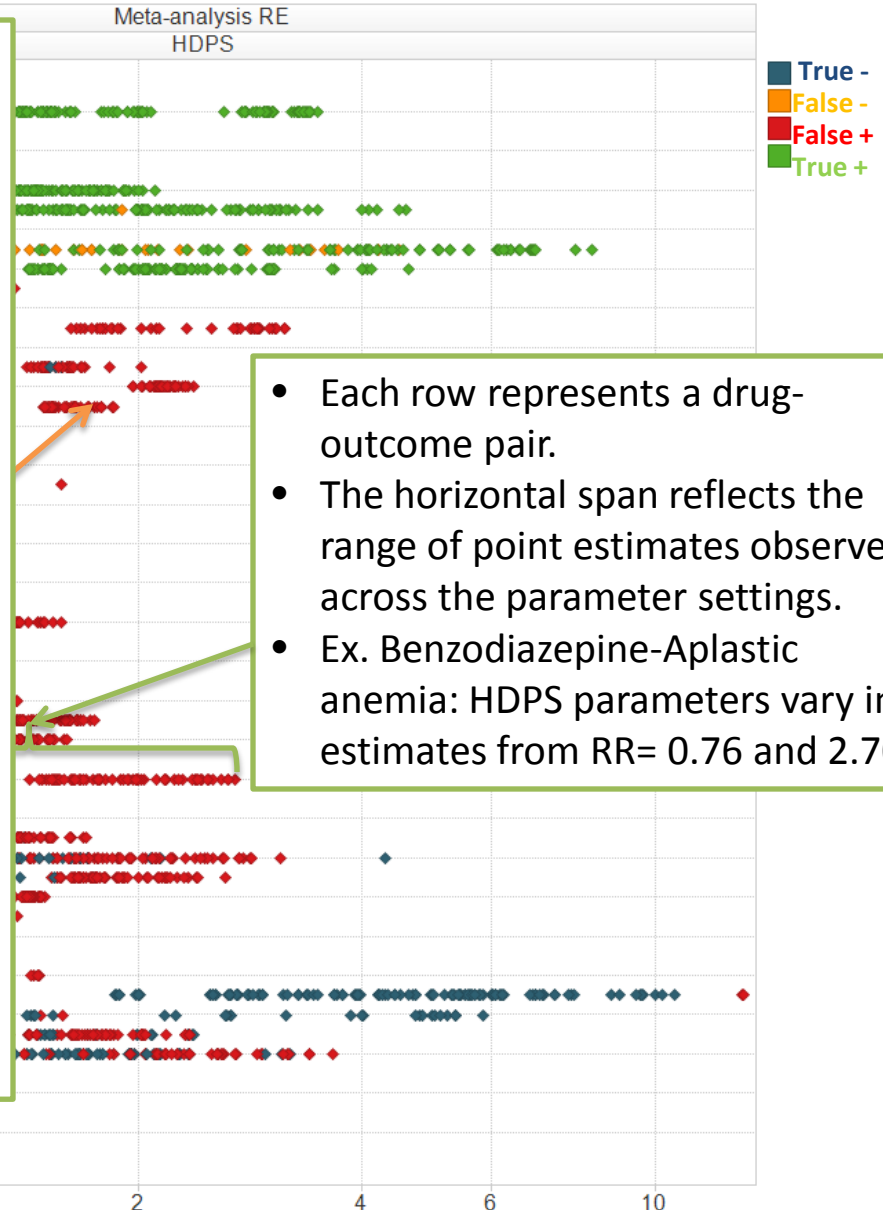 Meta-analysis RE
HDPS
True -
False -
False +
True +
• Each row represents a drug-
outcome pair.
• The horizontal span reflects the
range of point estimates observe
across the parameter settings.
• Ex. Benzodiazepine-Aplastic
anemia: HDPS parameters vary in
estimates from RR= 0.76 and 2.70
2 4 6 10